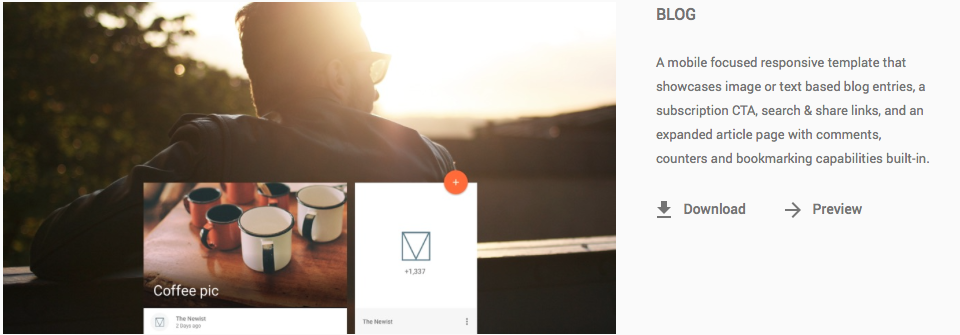 BLOG
A mobile focused responsive template that
showcases image or text based blog entries, a
subscription CTA, search & share links, and an
expanded article page with comments,
counters and bookmarking capabilities built-in.
Download
Preview
+
+1,337
Coffee pic
The Newist
2 Days ago
The Newist